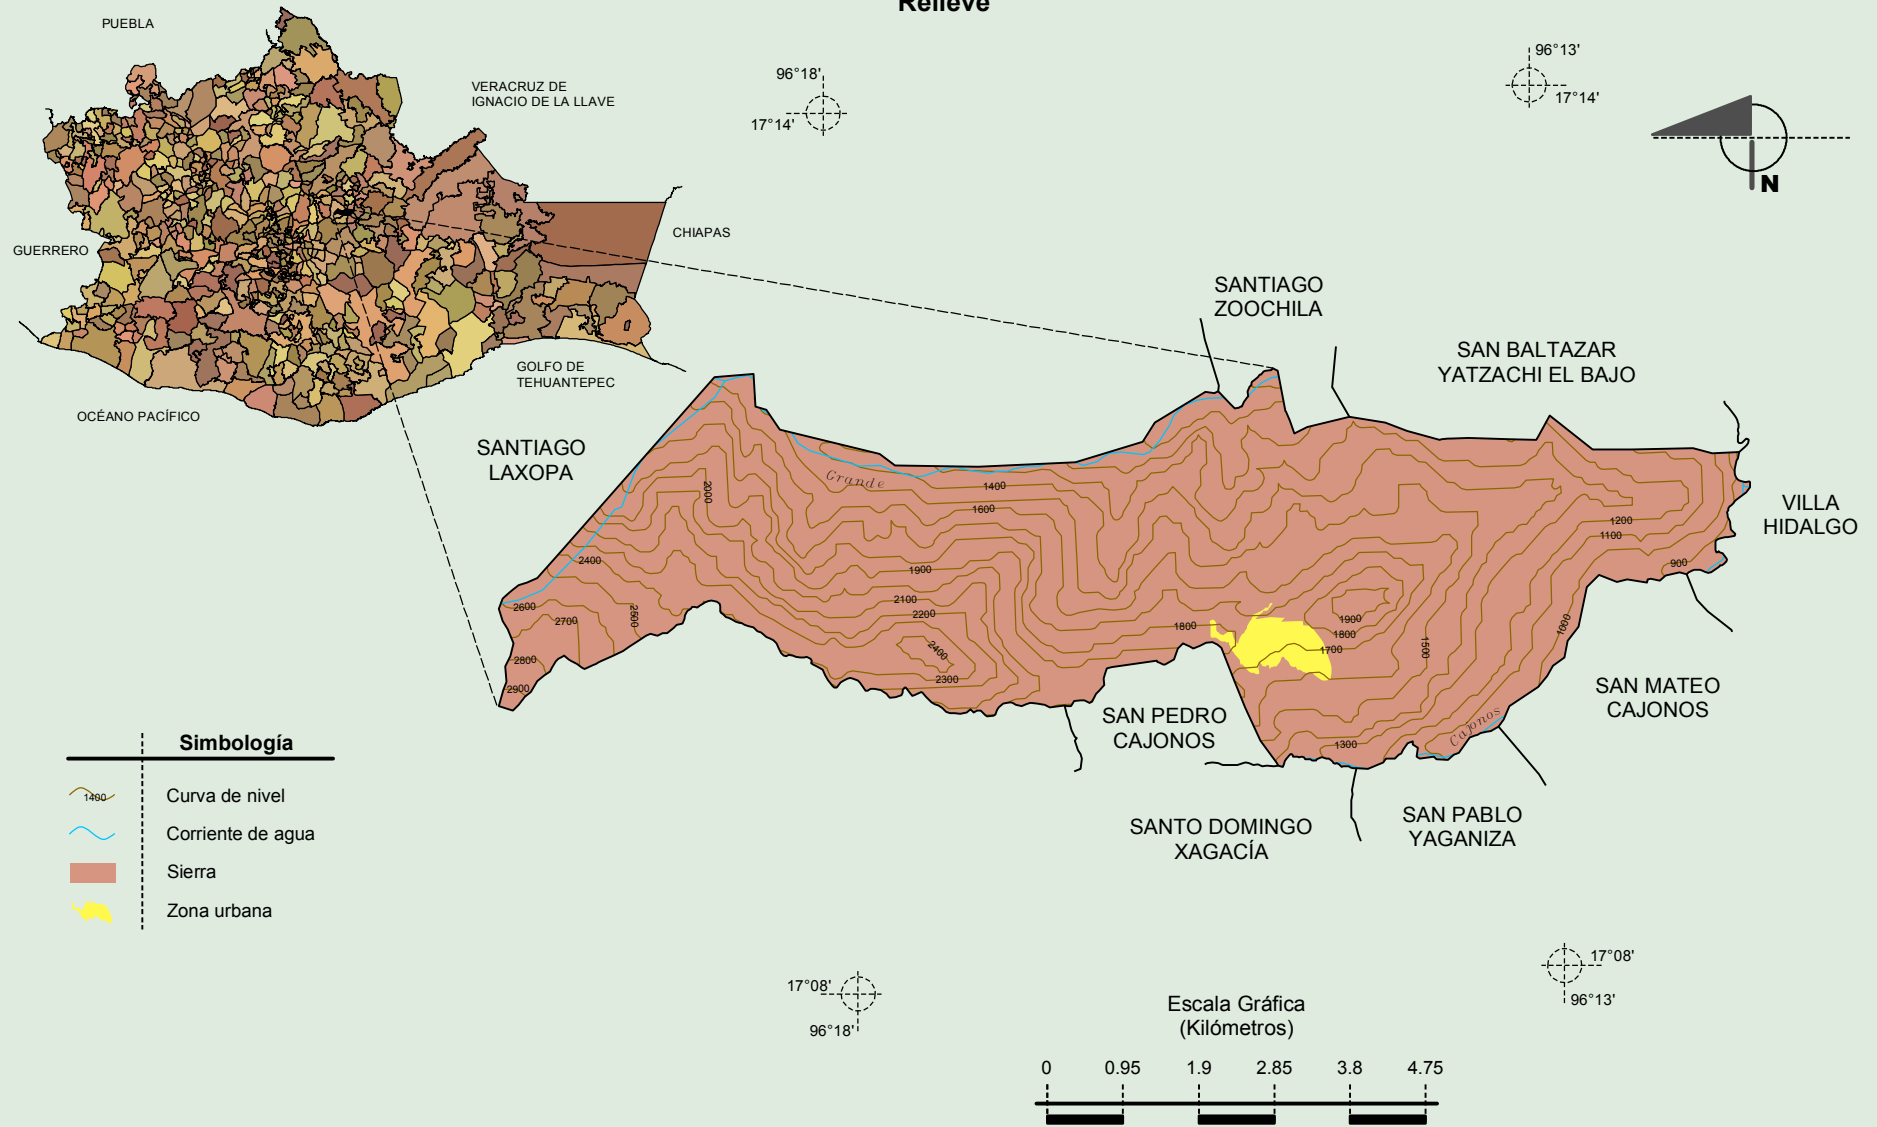 Relieve
PUEBLA
VERACRUZ DE
IGNACIO DE LA LLAVE
GUERRERO
CHIAPAS
GOLFO DE
TEHUANTEPEC
OCÉANO PACÍFICO
96°18'
17°14'
96°13'
17°14'
N
SANTIAGO
ZOOCHILA
SAN BALTAZAR
YATZACHI EL BAJO
SANTIAGO
LAXOPA
VILLA
HIDALGO
Grande
2000
1400
1600
2400
1900
2100
2200
2600
2700
2500
2800
2900
2400
2300
1800
1900
1800
1700
1500
1300
1200
1100
900
1000
Cajonos
SAN PEDRO
CAJONOS
SAN MATEO
CAJONOS
SANTO DOMINGO
XAGACÍA
SAN PABLO
YAGANIZA
Simbología
1400
Curva de nivel
Corriente de agua
Sierra
Zona urbana
17°08'
96°18'
17°08'
96°13'
Escala Gráfica
(Kilómetros)
0 0.95 1.9 2.85 3.8 4.75